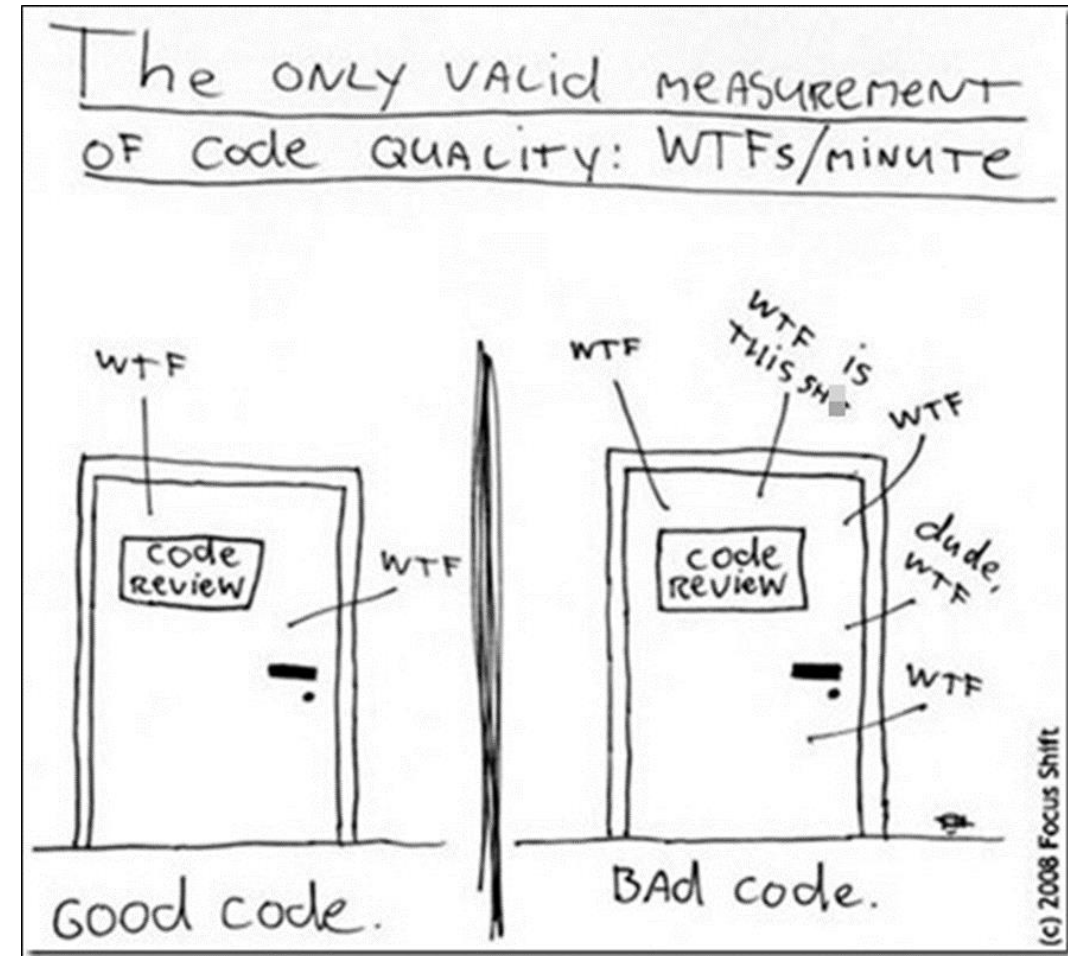 The ONLY VALid MEASUREMENT
OF Code QUALITY: WTFs/MINUTE
WTF
code
REVIEW
WTF
GOOD code.
WTF
WTF IS
THIS
WTF
code
REVIEW
dude,
WTF
WTF
BAd code.
(c) 2008 Focus Shift